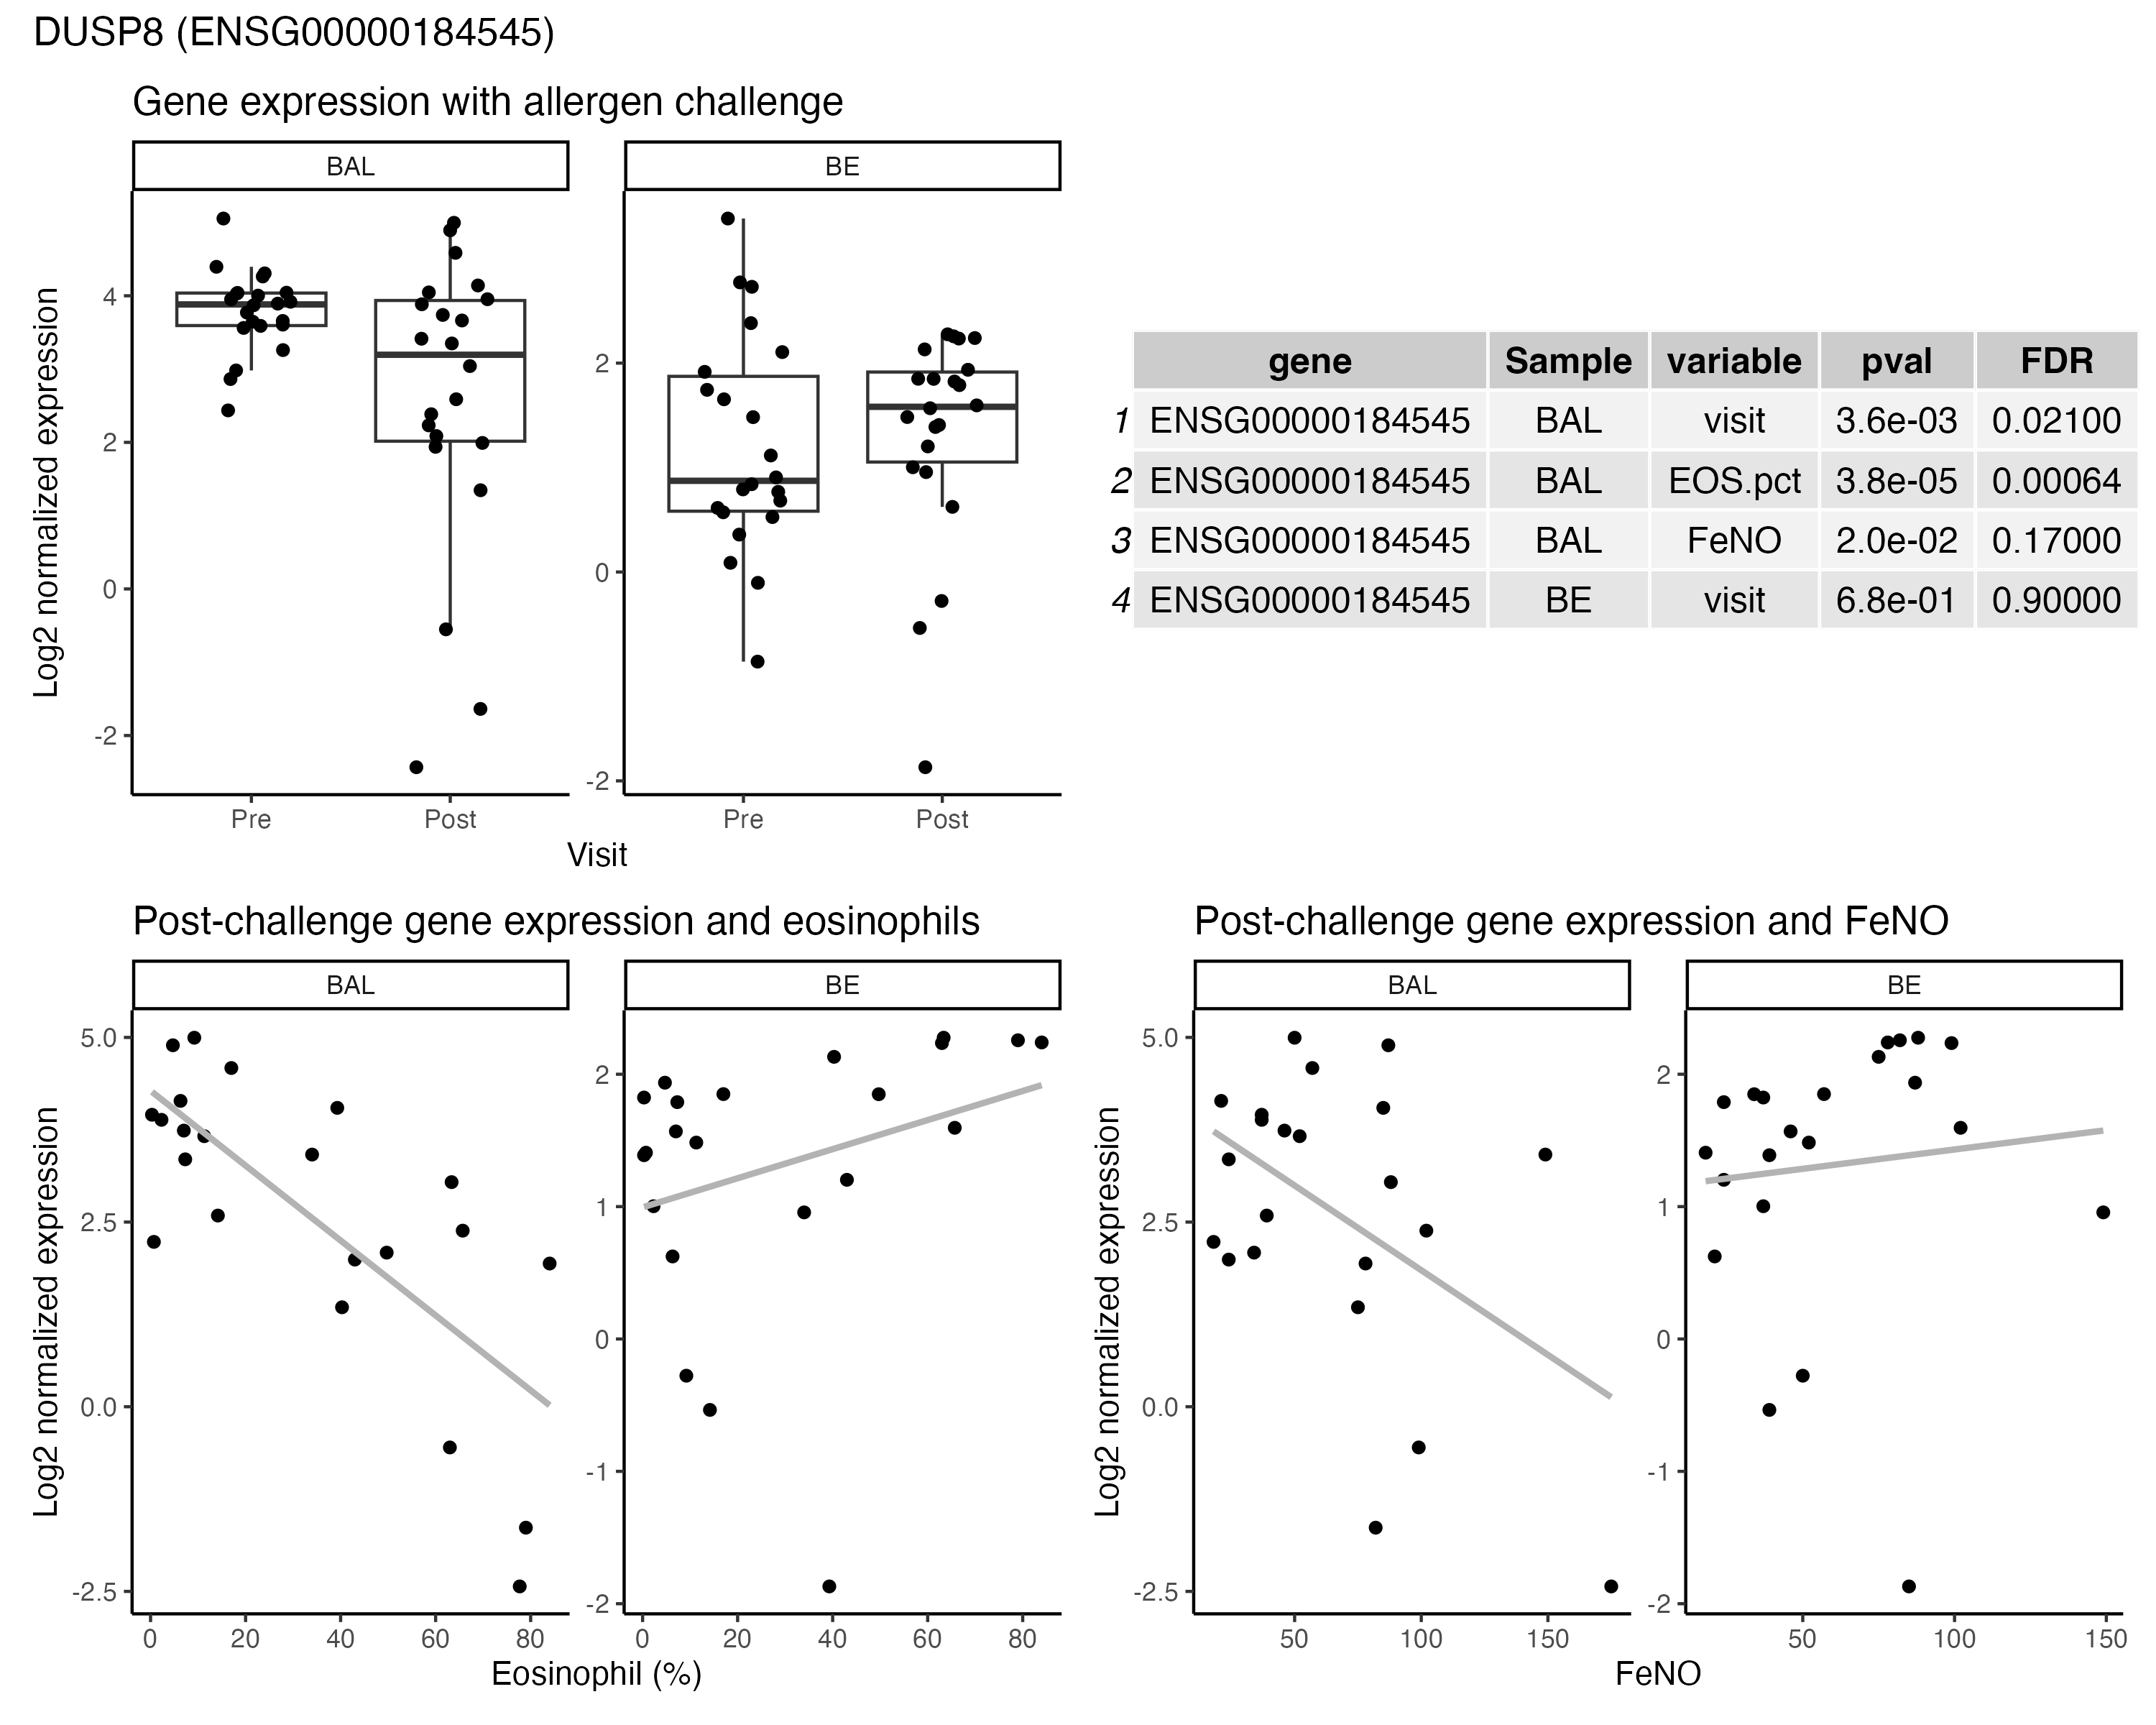 DUSP8 (ENSG00000184545)
Gene expression with allergen challenge
BAL BE
Log2 normalized expression
4
2
0
-2
2
0
-2
Pre Post Pre Post
Visit
gene Sample variable pval FDR
1 ENSG00000184545 BAL visit 3.6e-03 0.02100
2 ENSG00000184545 BAL EOS.pct 3.8e-05 0.00064
3 ENSG00000184545 BAL FeNO 2.0e-02 0.17000
4 ENSG00000184545 BE visit 6.8e-01 0.90000
Post-challenge gene expression and eosinophils
BAL BE
Log2 normalized expression
5.0
2.5
0.0
-2.5
2
1
0
-1
-2
0 20 40 60 80 0 20 40 60 80
Eosinophil (%)
Post-challenge gene expression and FeNO
BAL BE
Log2 normalized expression
5.0
2.5
0.0
-2.5
2
1
0
-1
-2
50 100 150 50 100 150
FeNO